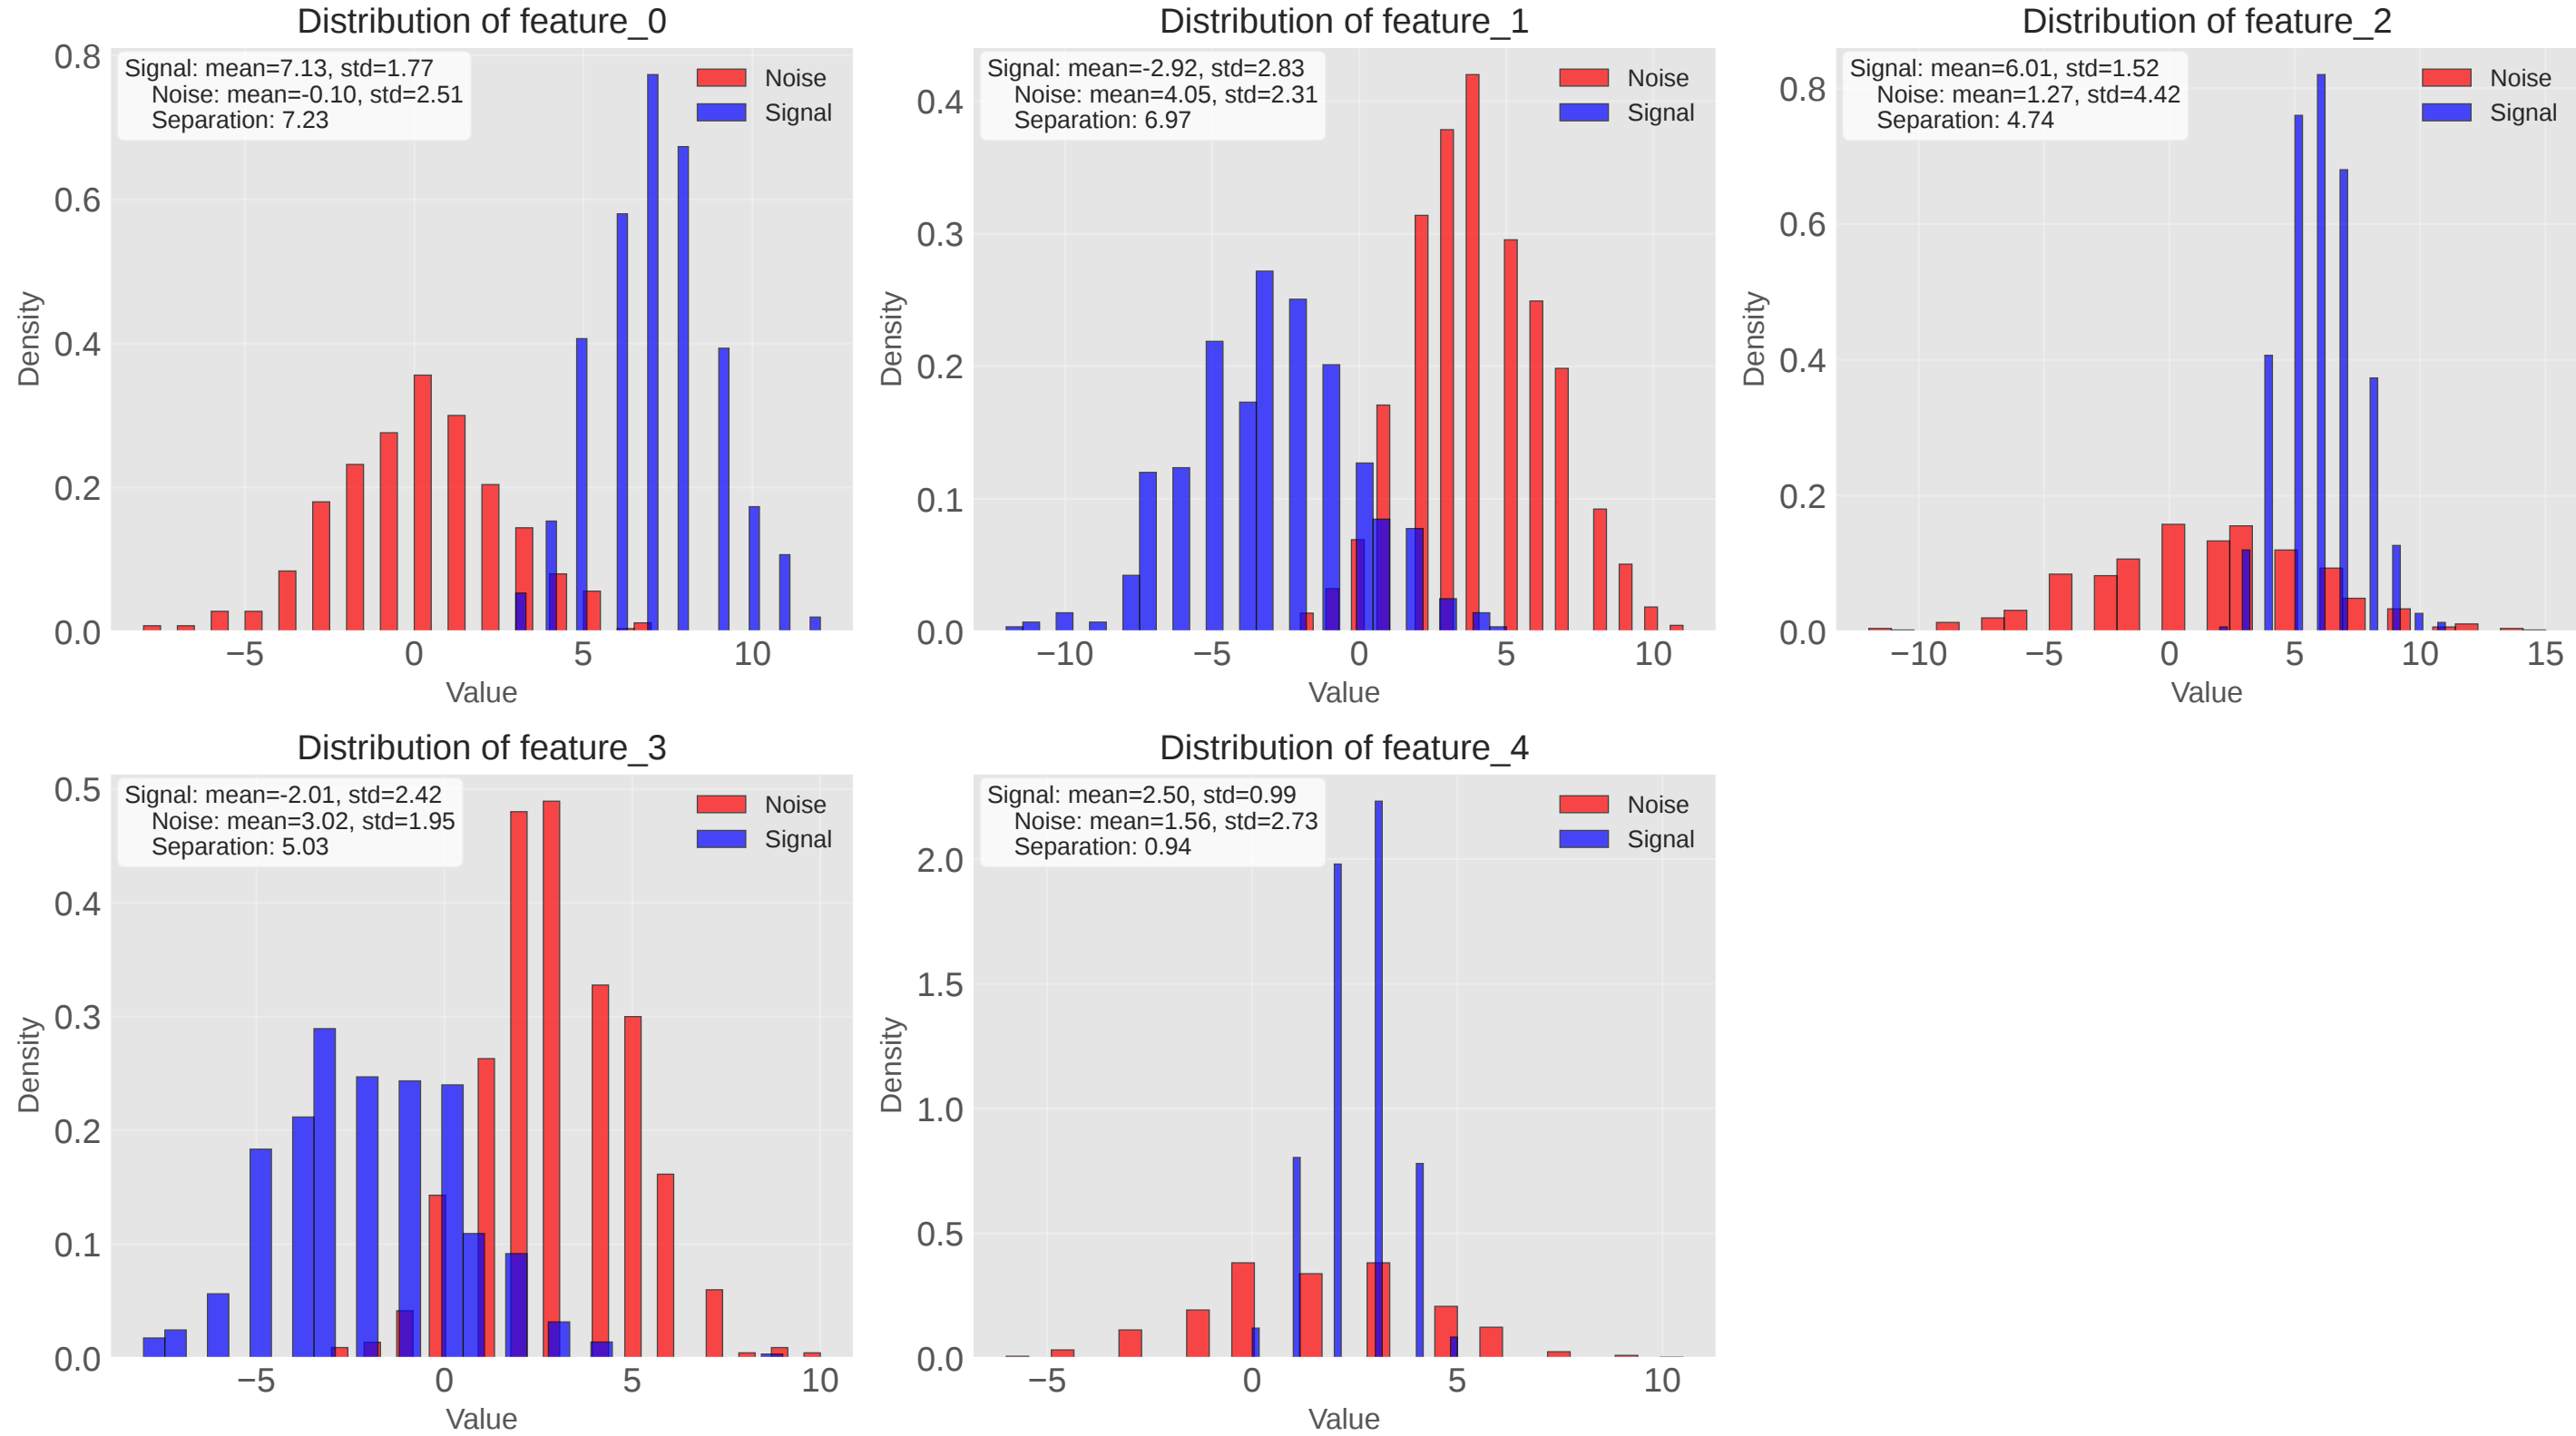 Distribution of feature_0
Signal: mean=7.13, std=1.77
Noise: mean=-0.10, std=2.51
Separation: 7.23
Noise
Signal
0.8
0.6
0.4
0.2
0.0
Density
−5
0
5
10
Value
Distribution of feature_1
Signal: mean=-2.92, std=2.83
Noise: mean=4.05, std=2.31
Separation: 6.97
Noise
Signal
0.4
0.3
0.2
0.1
0.0
Density
−10
−5
0
5
10
Value
Distribution of feature_2
Signal: mean=6.01, std=1.52
Noise: mean=1.27, std=4.42
Separation: 4.74
Noise
Signal
0.8
0.6
0.4
0.2
0.0
Density
−10
−5
0
5
10
15
Value
Distribution of feature_3
Signal: mean=-2.01, std=2.42
Noise: mean=3.02, std=1.95
Separation: 5.03
Noise
Signal
0.5
0.4
0.3
0.2
0.1
0.0
Density
−5
0
5
10
Value
Distribution of feature_4
Signal: mean=2.50, std=0.99
Noise: mean=1.56, std=2.73
Separation: 0.94
Noise
Signal
2.0
1.5
1.0
0.5
0.0
Density
−5
0
5
10
Value